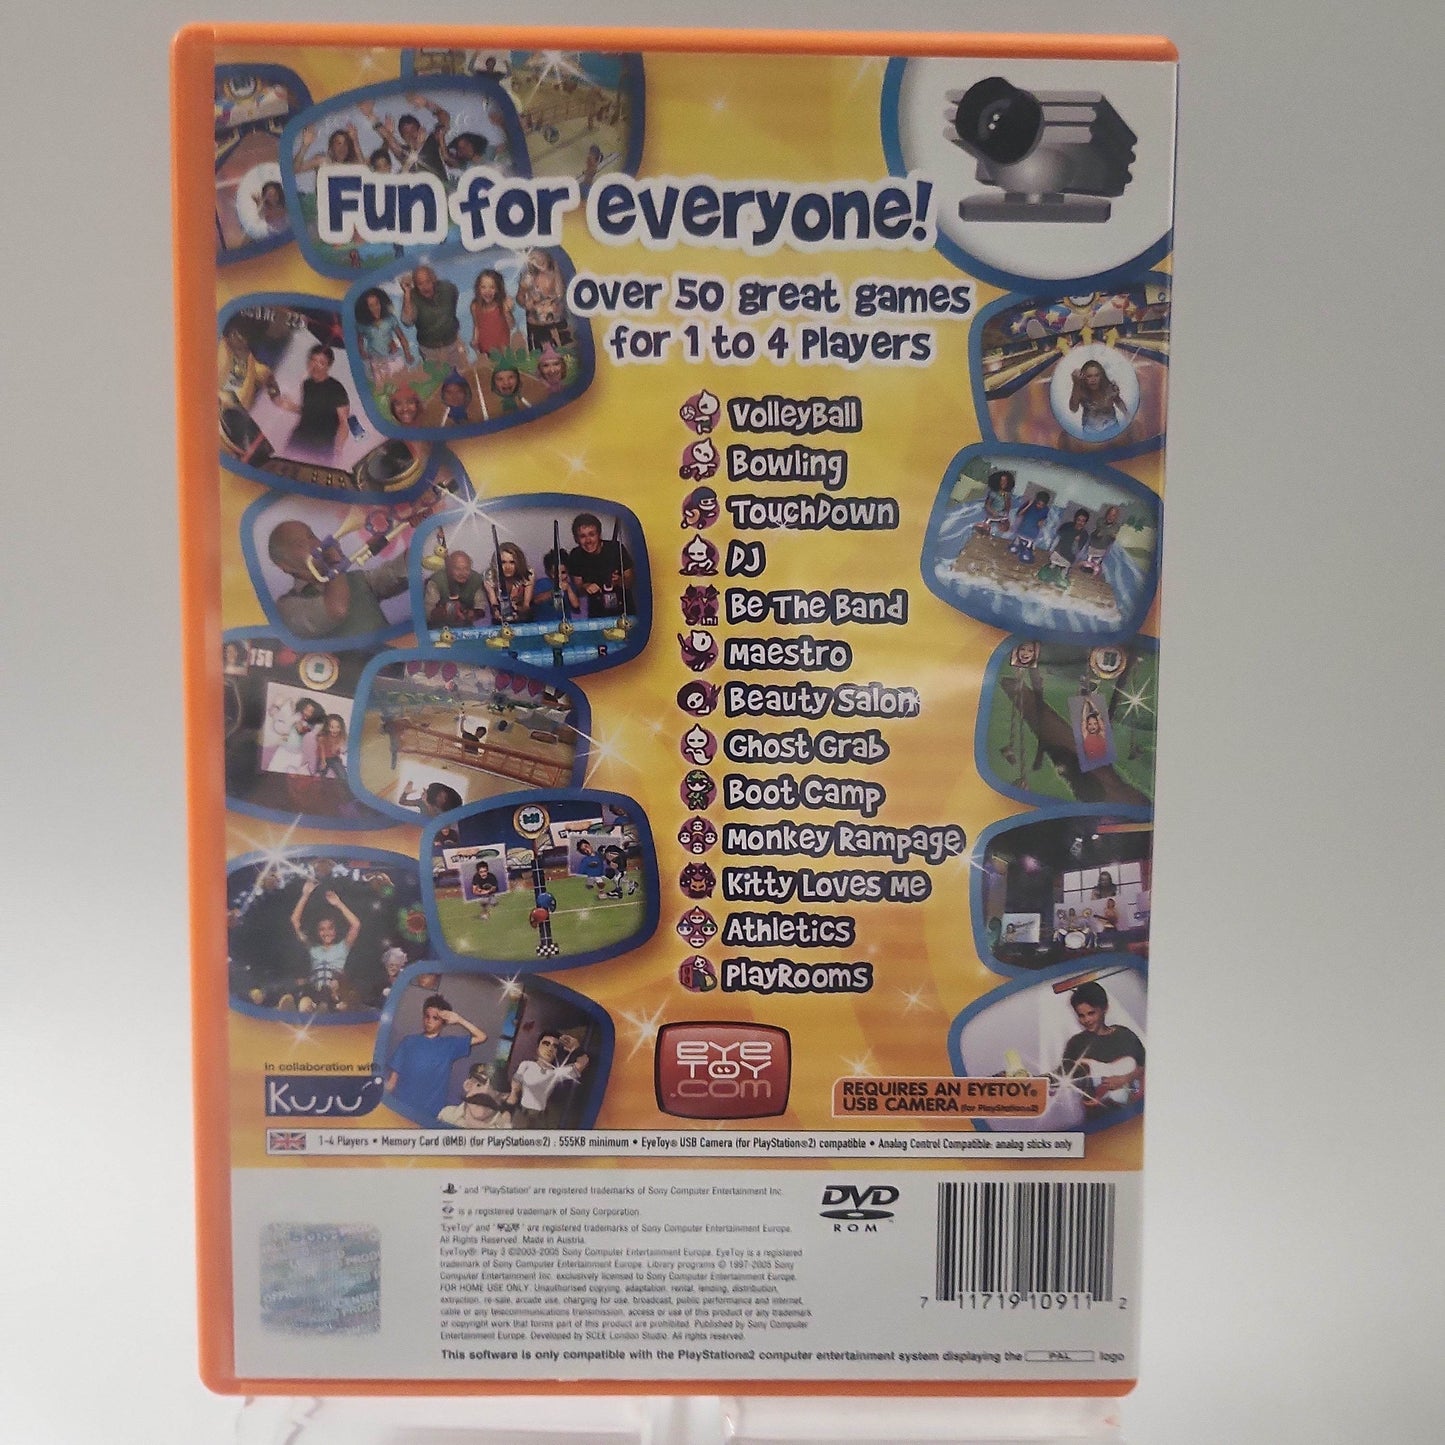 Fun for everyone!
Over 50 great games
for 1 to 4 Players
VolleyBall
Bowling
TouchDown
DJ
Be The Band
Maestro
Beauty Salon
Ghost Grab
Boot Camp
Monkey Rampage
Kitty Loves Me
Athletics
PlayRooms
In collaboration with
Kuju
EYE
TOY
.com
REQUIRES AN EYETOY®
USB CAMERA (for PlayStation®2)
1-4 Players • Memory Card (8MB) (for PlayStation®2) : 555KB minimum • EyeToy® USB Camera (for PlayStation®2) compatible • Analog Control Compatible: analog sticks only
" and "PlayStation" are registered trademarks of Sony Computer Entertainment Inc.
is a registered trademark of Sony Corporation.
"EyeToy" and " " are registered trademarks of Sony Computer Entertainment Europe.
All Rights Reserved. Made in Austria.
EyeToy®: Play 3 ©2003-2005 Sony Computer Entertainment Europe. EyeToy is a registered
trademark of Sony Computer Entertainment Europe. Library programs © 1997-2005 Sony
Computer Entertainment Inc. exclusively licensed to Sony Computer Entertainment Europe.
FOR HOME USE ONLY. Unauthorised copying, adaptation, rental, lending, distribution,
extraction, re-sale, arcade use, charging for use, broadcast, public performance and internet,
cable or any telecommunications transmission, access or use of this product or any trademark
or copyright work that forms part of this product are prohibited. Published by Sony Computer
Entertainment Europe. Developed by SCEE London Studio. All rights reserved.
DVD
ROM
7 11719 10911 2
This software is only compatible with the PlayStation®2 computer entertainment system displaying the PAL logo